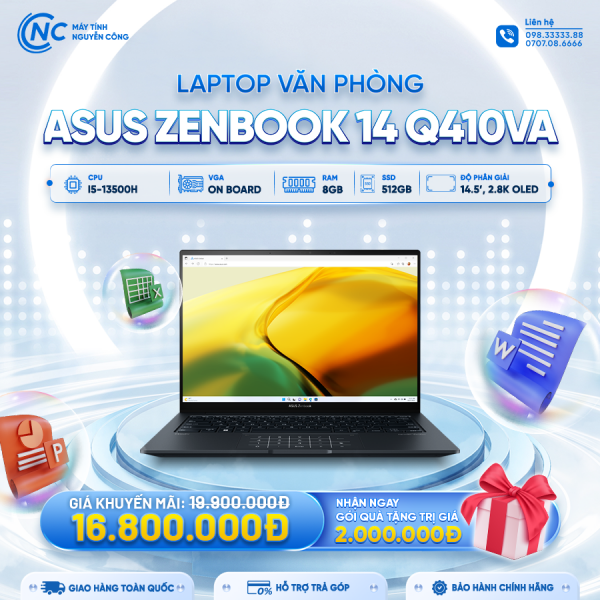 NC
MÁY TÍNH
NGUYỄN CÔNG
Liên hệ
098.33333.88
0707.08.6666
LAPTOP VĂN PHÒNG
ASUS ZENBOOK 14 Q410VA
CPU
I5-13500H
VGA
ON BOARD
RAM
8GB
SSD
512GB
ĐỘ PHÂN GIẢI
14.5', 2.8K OLED
W
P
GIÁ KHUYẾN MÃI: 19.900.000Đ
16.800.000Đ
NHẬN NGAY
GÓI QUÀ TẶNG TRỊ GIÁ
2.000.000Đ
GIAO HÀNG TOÀN QUỐC
0%
HỖ TRỢ TRẢ GÓP
BẢO HÀNH CHÍNH HÃNG